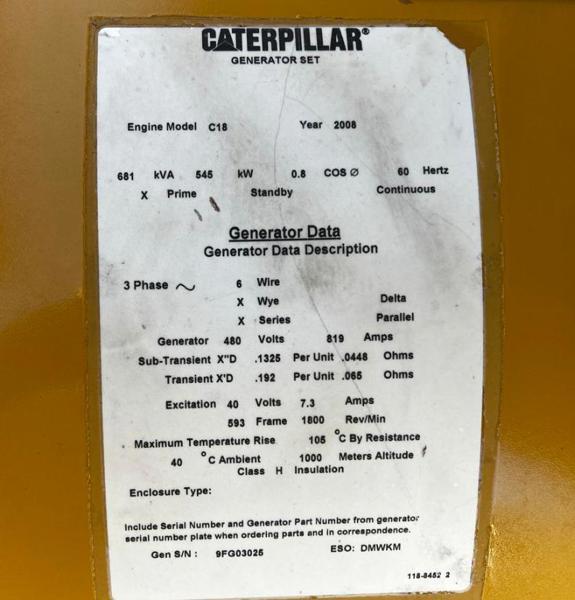 CATERPILLAR®
GENERATOR SET
Engine Model C18 Year 2008
681 kVA 545 kW 0.8 COS Ø 60 Hertz
X Prime Standby Continuous
Generator Data
Generator Data Description
3 Phase ~ 6 Wire
X Wye Delta
X Series Parallel
Generator 480 Volts 819 Amps
Sub-Transient X"D .1325 Per Unit .0448 Ohms
Transient X'D .192 Per Unit .065 Ohms
Excitation 40 Volts 7.3 Amps
593 Frame 1800 Rev/Min
Maximum Temperature Rise 105 °C By Resistance
40 °C Ambient 1000 Meters Altitude
Class H Insulation
Enclosure Type:
Include Serial Number and Generator Part Number from generator
serial number plate when ordering parts and in correspondence.
Gen S/N : 9FG03025 ESO: DMWKM
118-8452 2